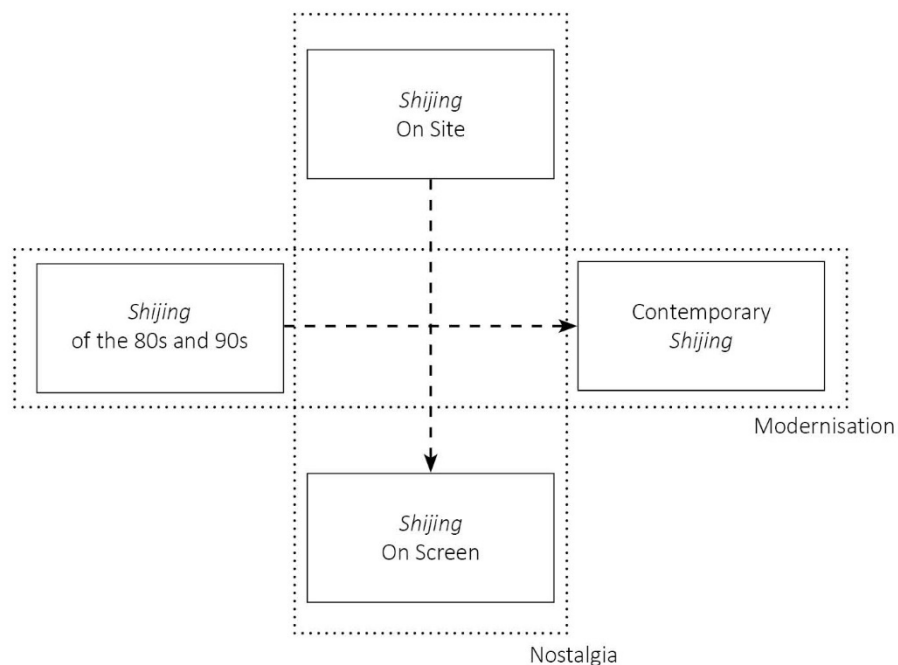 Shijing
On Site
Shijing
of the 80s and 90s
Contemporary
Shijing
Modernisation
Shijing
On Screen
Nostalgia